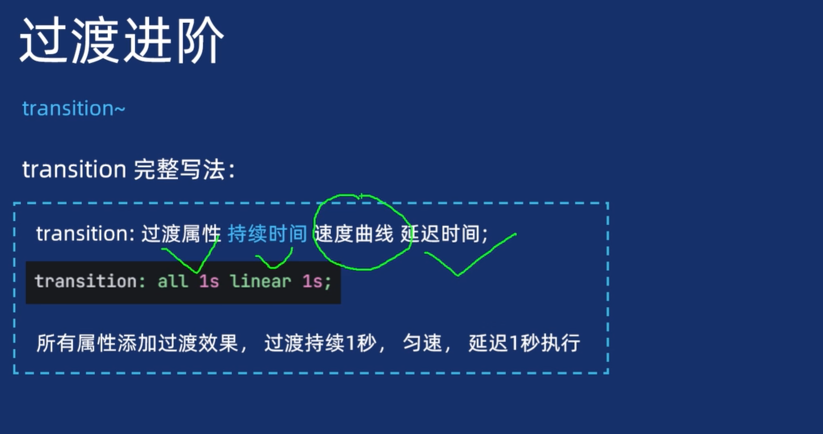 过渡进阶
transition~
transition 完整写法：
transition: 过渡属性 持续时间 速度曲线 延迟时间;
transition: all 1s linear 1s;
所有属性添加过渡效果， 过渡持续1秒， 匀速， 延迟1秒执行